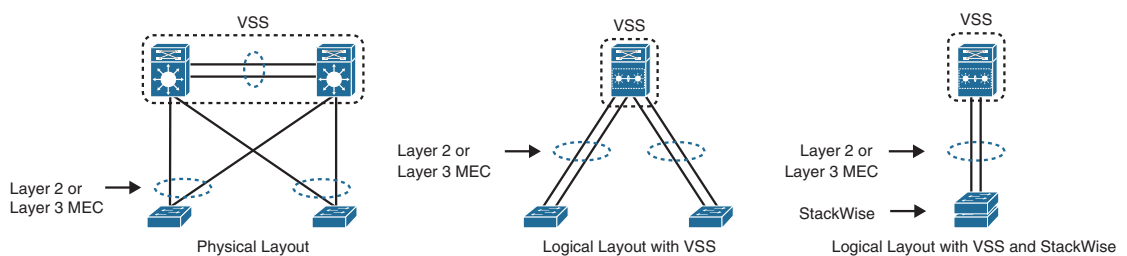 VSS
Layer 2 or
Layer 3 MEC
Physical Layout
VSS
Layer 2 or
Layer 3 MEC
Logical Layout with VSS
VSS
Layer 2 or
Layer 3 MEC
StackWise
Logical Layout with VSS and StackWise